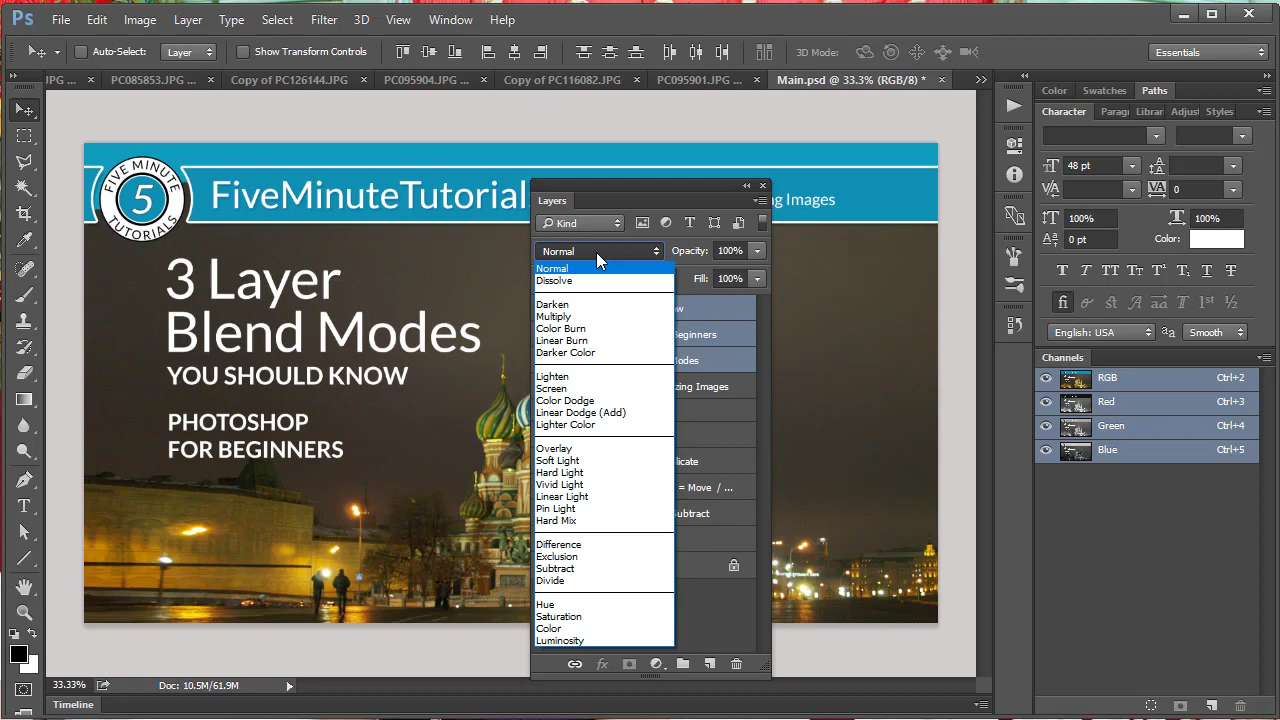 Ps File Edit Image Layer Type Select Filter 3D View Window Help
Auto-Select: Layer Show Transform Controls 3D Mode: Essentials
JPG ... × PC085853.JPG × Copy of PC126144.JPG × PC095904.JPG ... × Copy of PC116082.JPG × PC095901.JPG ... × Main.psd @ 33.3% (RGB/8) * ×
FIVE MINUTE
5
TUTORIALS
FiveMinuteTutorial
ng Images
3 Layer
Blend Modes
YOU SHOULD KNOW
PHOTOSHOP
FOR BEGINNERS
Layers
Kind
Normal Opacity: 100%
Fill: 100%
Normal
Dissolve
Darken
Multiply
Color Burn
Linear Burn
Darker Color
Lighten
Screen
Color Dodge
Linear Dodge (Add)
Lighter Color
Overlay
Soft Light
Hard Light
Vivid Light
Linear Light
Pin Light
Hard Mix
Difference
Exclusion
Subtract
Divide
Hue
Saturation
Color
Luminosity
ow
Beginners
Modes
zing Images
licate
= Move / ...
ubtract
fx
Color Swatches Paths
Character Paragr Librar Adjust Styles
48 pt
VA 0
100% 100%
0 pt Color:
T T TT Tr T¹ T₁ T T
fi st A aa T 1st ½
English: USA aa Smooth
Channels
RGB Ctrl+2
Red Ctrl+3
Green Ctrl+4
Blue Ctrl+5
33.33% Doc: 10.5M/61.9M
Timeline